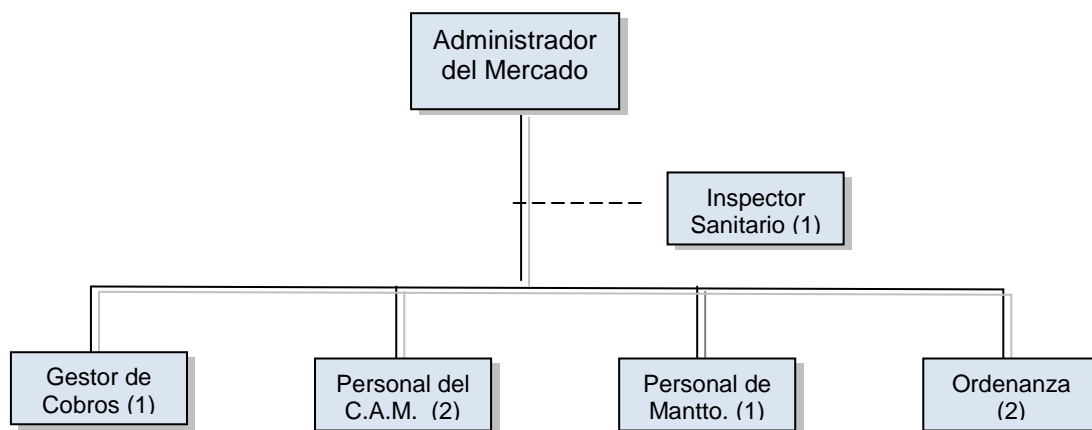 Administrador
del Mercado
Inspector
Sanitario (1)
Gestor de
Cobros (1)
Personal del
C.A.M. (2)
Personal de
Mantto. (1)
Ordenanza
(2)